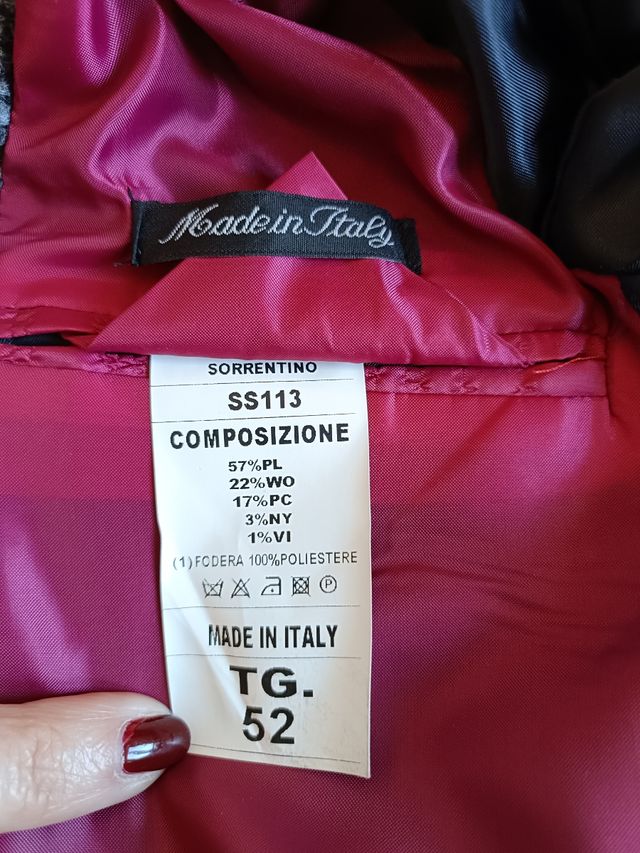 Made in Italy
SORRENTINO
SS113
COMPOSIZIONE
57%PL
22%WO
17%PC
3%NY
1%VI
(1)FODERA 100%POLIESTERE
P
MADE IN ITALY
TG.
52